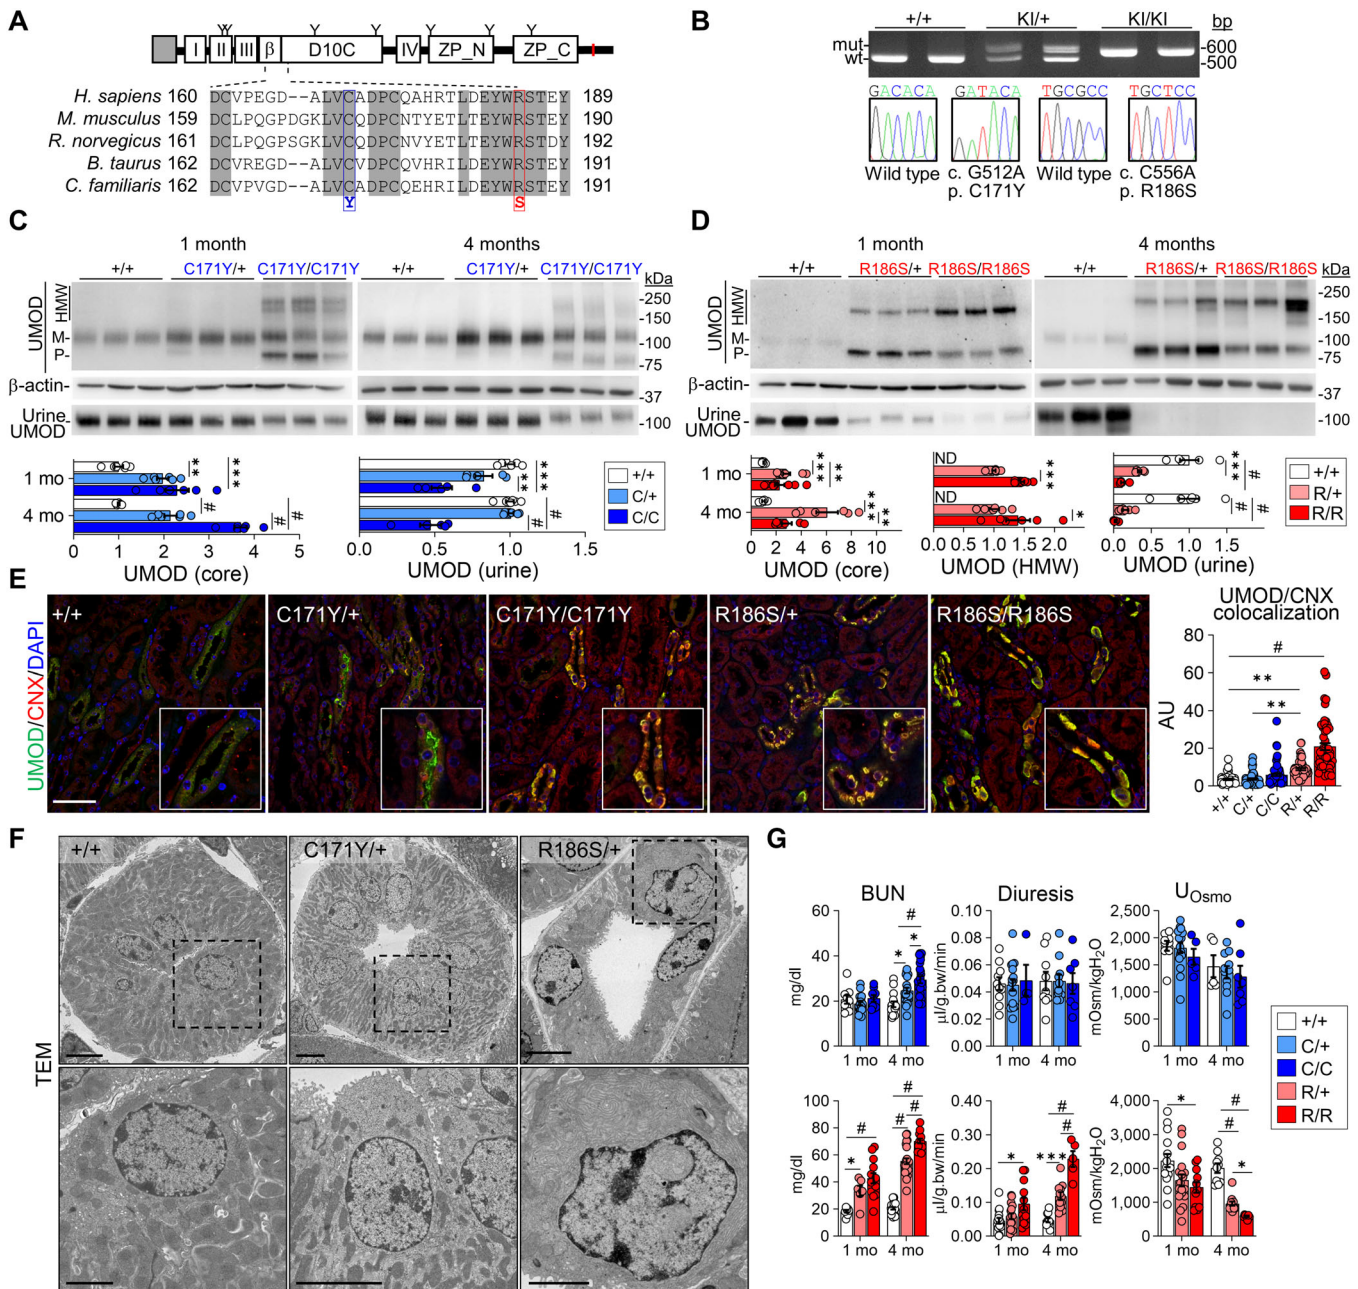 A
Y Y Y Y Y Y
I II III β D10C IV ZP_N ZP_C
H. sapiens 160 DCVPEGD--ALVCADPCQAHRTLDEYWRSTEY 189
M. musculus 159 DCLPQGPDGKLVCQDPCNTYETLTEYWRSTEY 190
R. norvegicus 161 DCLPQGPSGKLVCQDPCNVYETLTEYWRSTDY 192
B. taurus 162 DCVREGD--ALVCVDPCQVHRILDEYWRSTEY 191
C. familiaris 162 DCVPVGD--ALVCADPCQEHRILDEYWRSTEY 191
Y S
B
+/+ KI/+ KI/KI bp
mut -600
wt -500
GACACA GATACA TGCGCC TGCTCC
Wild type c. G512A Wild type c. C556A
p. C171Y p. R186S
C
1 month 4 months
+/+ C171Y/+ C171Y/C171Y +/+ C171Y/+ C171Y/C171Y kDa
UMOD
HMW
M-
P-
-250
-150
-100
-75
β-actin- -37
Urine UMOD -100
1 mo
4 mo
** *** # #
** *** # #
0 1 2 3 4 5
UMOD (core)
0.0 0.5 1.0 1.5
UMOD (urine)
+/+
C/+
C/C
D
1 month 4 months
+/+ R186S/+ R186S/R186S +/+ R186S/+ R186S/R186S kDa
UMOD
HMW
M-
P-
-250
-150
-100
-75
β-actin- -37
Urine UMOD -100
1 mo
4 mo
*** ** *** **
ND *** ND *
*** # # #
0 2 4 6 8 10
UMOD (core)
0.0 0.5 1.0 1.5 2.0
UMOD (HMW)
0.0 0.5 1.0 1.5 2.0
UMOD (urine)
+/+
R/+
R/R
E
UMOD/CNX/DAPI
+/+ C171Y/+ C171Y/C171Y R186S/+ R186S/R186S
UMOD/CNX
colocalization
AU
80
60
40
20
0
#
**
**
+/+ C/+ C/C R/+ R/R
F
TEM
+/+ C171Y/+ R186S/+
G
BUN Diuresis UOsmo
mg/dl
60
40
20
0
# * *
1 mo 4 mo
µl/g.bw/min
0.10
0.08
0.06
0.04
0.02
0.00
1 mo 4 mo
mOsm/kgH2O
2,500
2,000
1,500
1,000
500
0
1 mo 4 mo
mg/dl
100
80
60
40
20
0
* # # # #
1 mo 4 mo
µl/g.bw/min
0.40
0.30
0.20
0.10
0.00
* *** # #
1 mo 4 mo
mOsm/kgH2O
4,000
3,000
2,000
1,000
0
* # # *
1 mo 4 mo
+/+
C/+
C/C
R/+
R/R